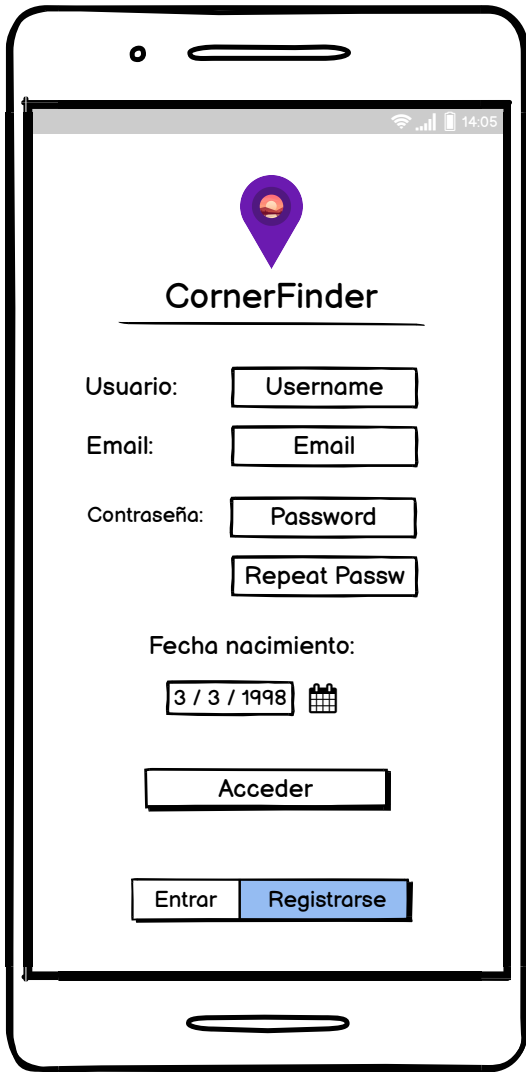 14:05
CornerFinder
Usuario: Username
Email: Email
Contraseña: Password
Repeat Passw
Fecha nacimiento:
3 / 3 / 1998
Acceder
Entrar Registrarse